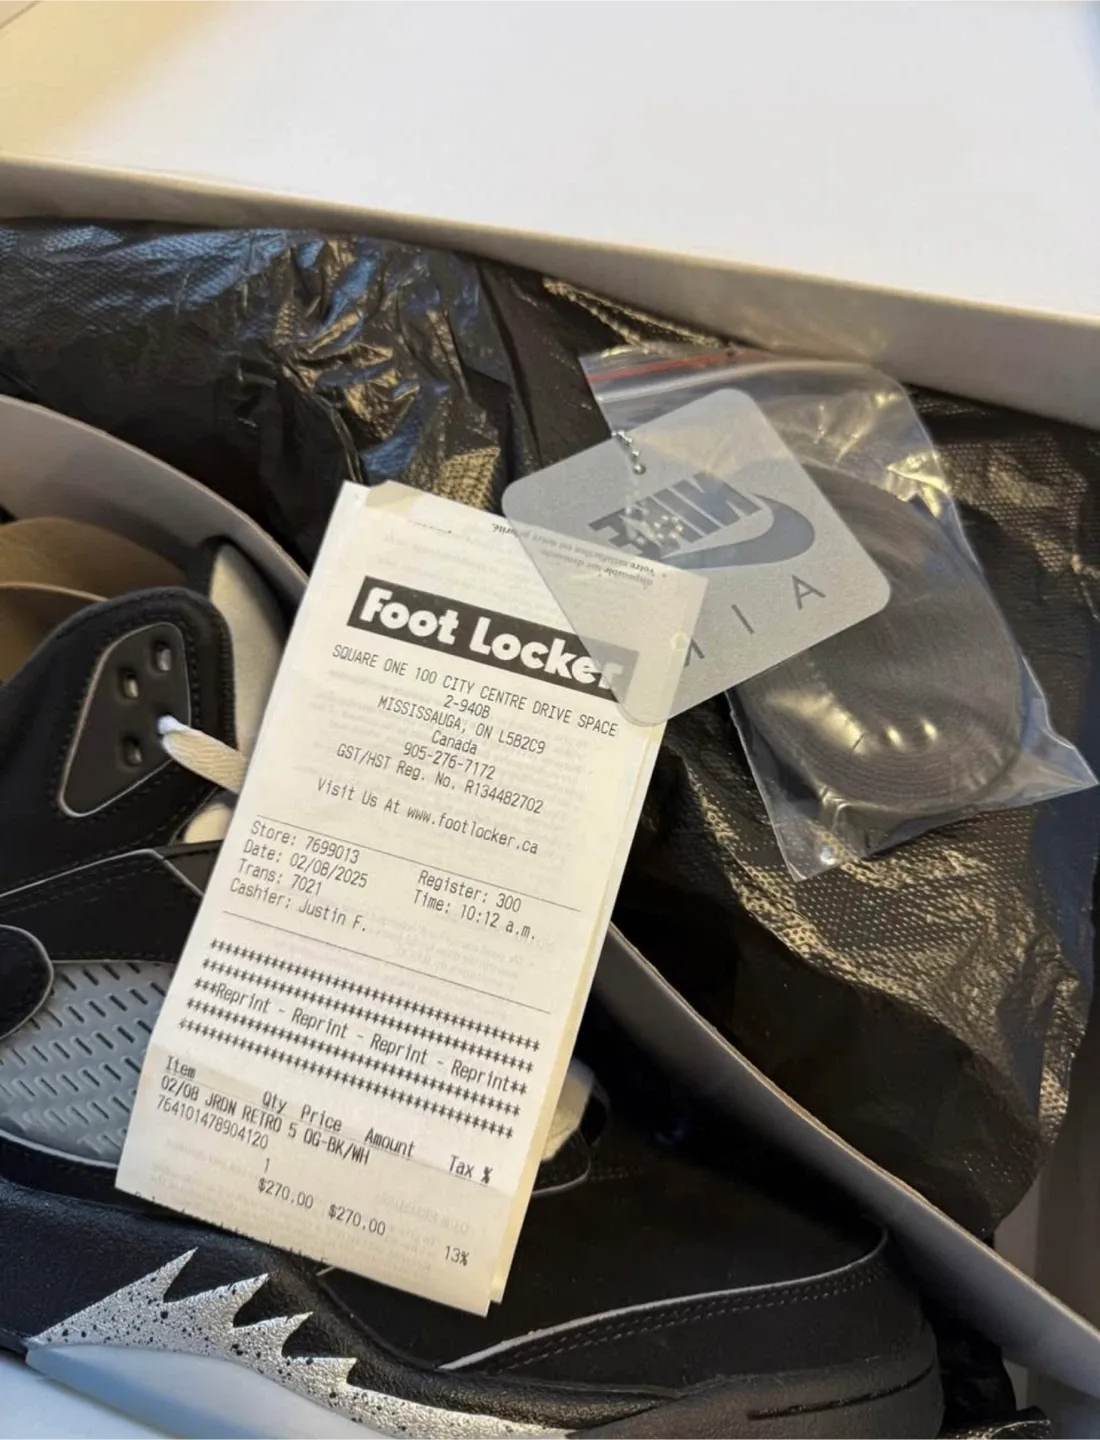 NIKE
AIM
Foot Locker
SQUARE ONE 100 CITY CENTRE DRIVE SPACE
2-940B
MISSISSAUGA, ON L5B2C9
Canada
905-276-7172
GST/HST Reg. No. R134482702
Visit Us At www.footlocker.ca
Store: 7699013 Register: 300
Date: 02/08/2025 Time: 10:12 a.m.
Trans: 7021
Cashier: Justin F.
***Reprint - Reprint - Reprint - Reprint**
Item Qty Price Amount Tax %
02/08 JRDN RETRO 5 OG-BK/WH
764101478904120
1 $270.00 $270.00 13%